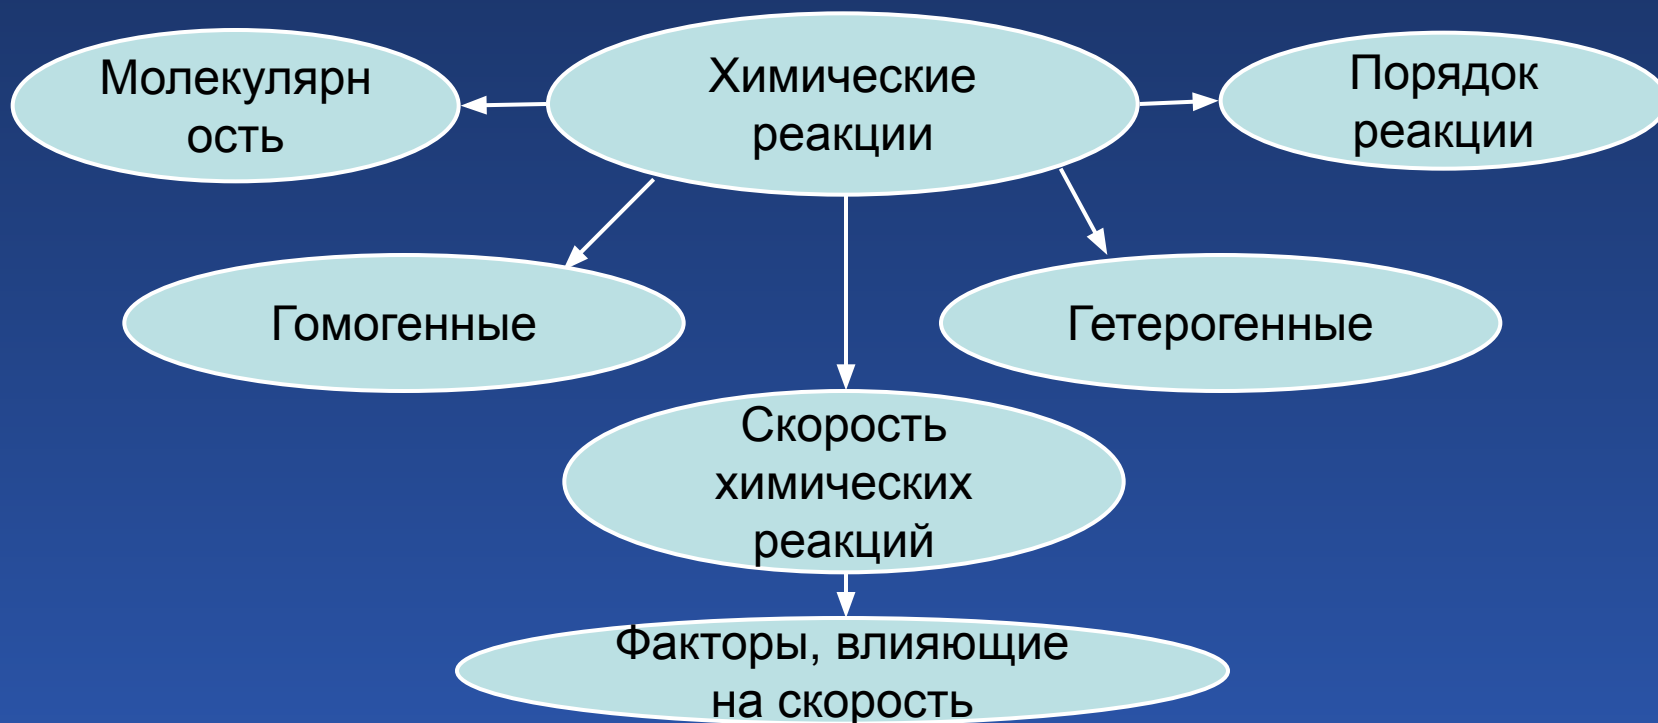 Молекулярн
ость
Химические
реакции
Порядок
реакции
Гомогенные
Гетерогенные
Скорость
химических
реакций
Факторы, влияющие
на скорость